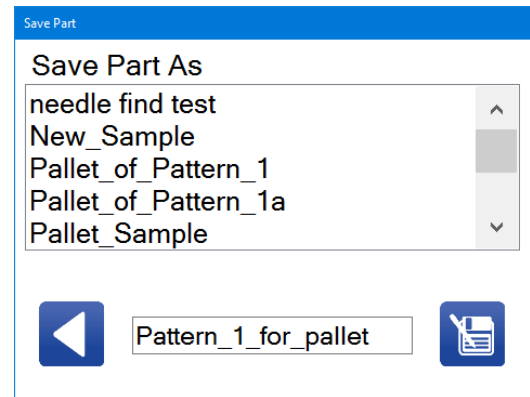 Save Part
Save Part As
needle find test
New_Sample
Pallet_of_Pattern_1
Pallet_of_Pattern_1a
Pallet_Sample
Pattern_1_for_pallet